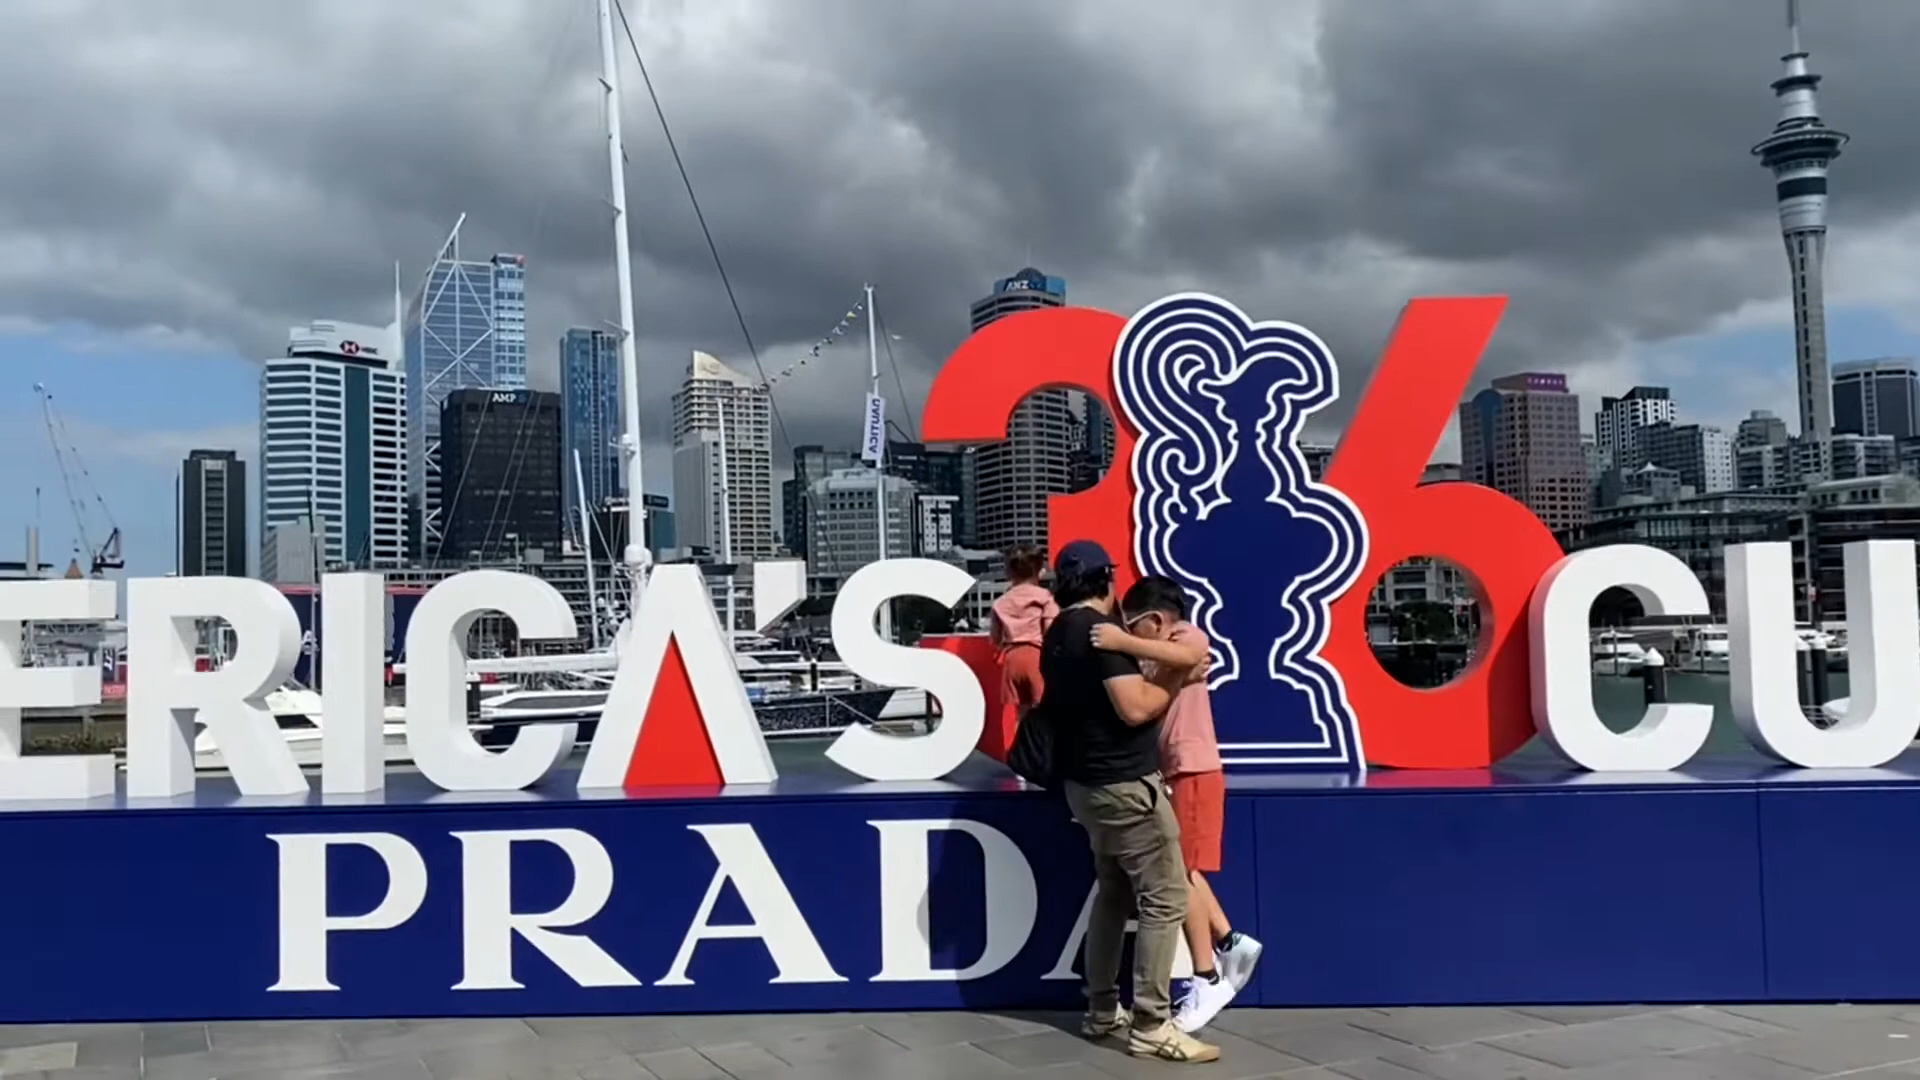 HSBC
AMP
ANZ
NAUTICA
ERICA'S 36 CU
PRADA